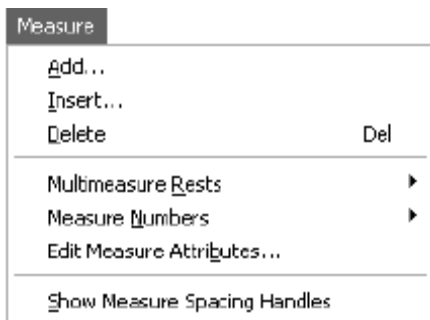 Measure
Add...
Insert...
Delete Del
Multimeasure Rests
Measure Numbers
Edit Measure Attributes...
Show Measure Spacing Handles